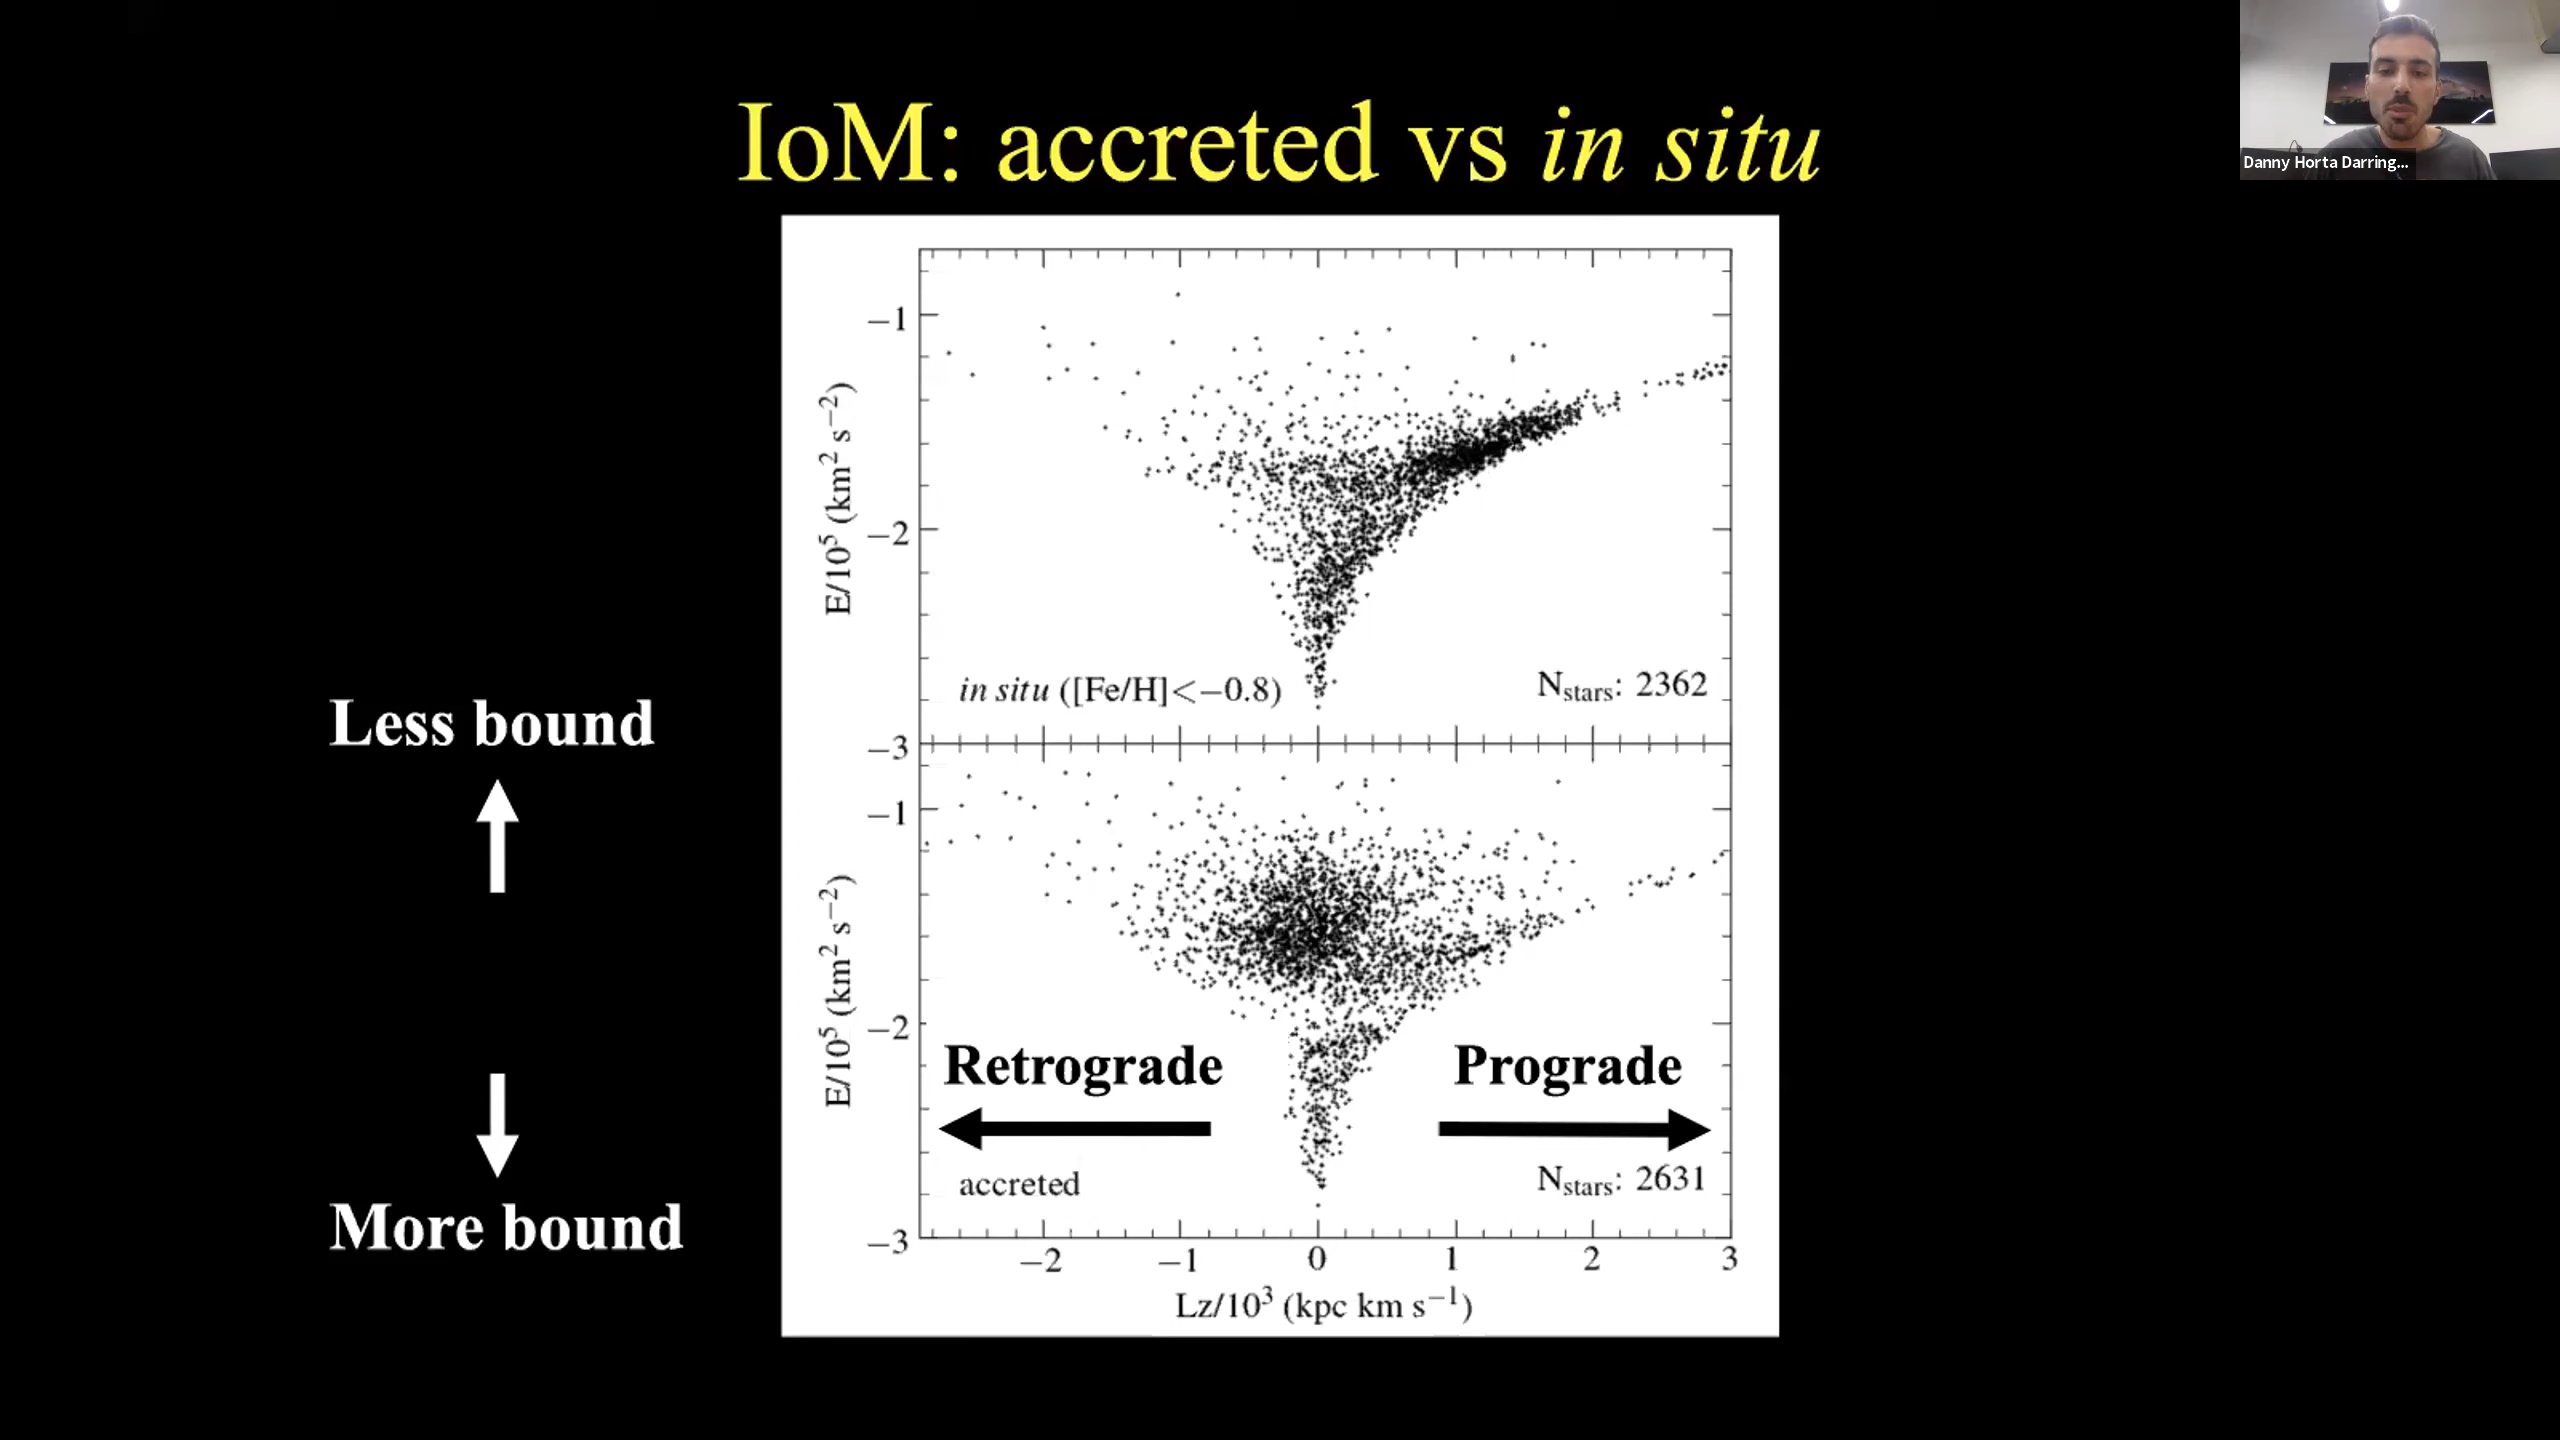 IoM: accreted vs in situ
Danny Horta Darring...
−1
−2
−3
E/10⁵ (km² s⁻²)
in situ ([Fe/H]<−0.8)
N_stars: 2362
Less bound
More bound
−1
−2
−3
E/10⁵ (km² s⁻²)
Retrograde
Prograde
accreted
N_stars: 2631
−2 −1 0 1 2 3
Lz/10³ (kpc km s⁻¹)